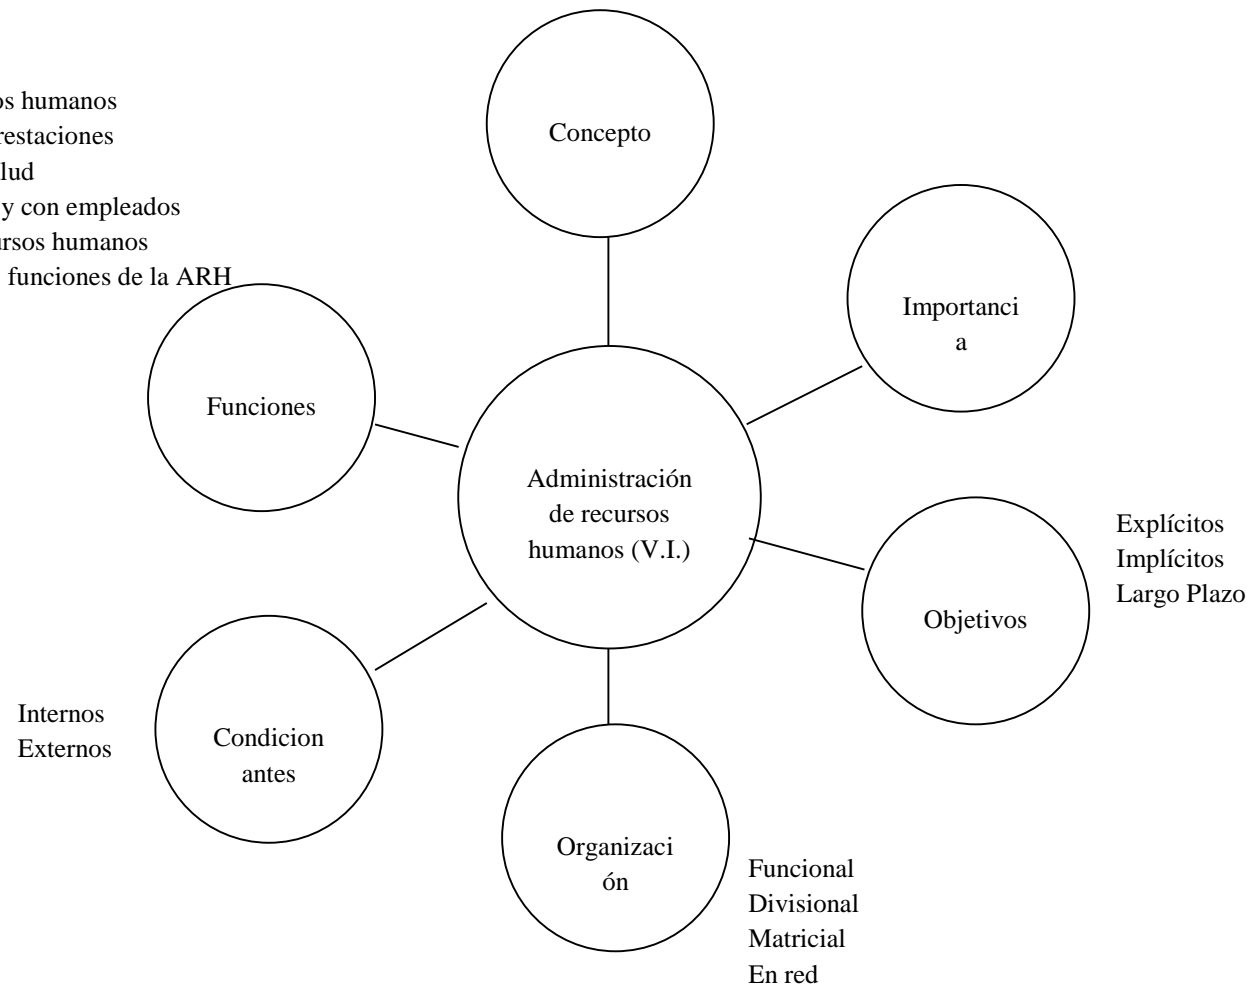 os humanos
restaciones
lud
y con empleados
ursos humanos
funciones de la ARH
Concepto
Importanci
a
Funciones
Administración
de recursos
humanos (V.I.)
Explícitos
Implícitos
Largo Plazo
Objetivos
Internos
Externos
Condicion
antes
Organizaci
ón
Funcional
Divisional
Matricial
En red